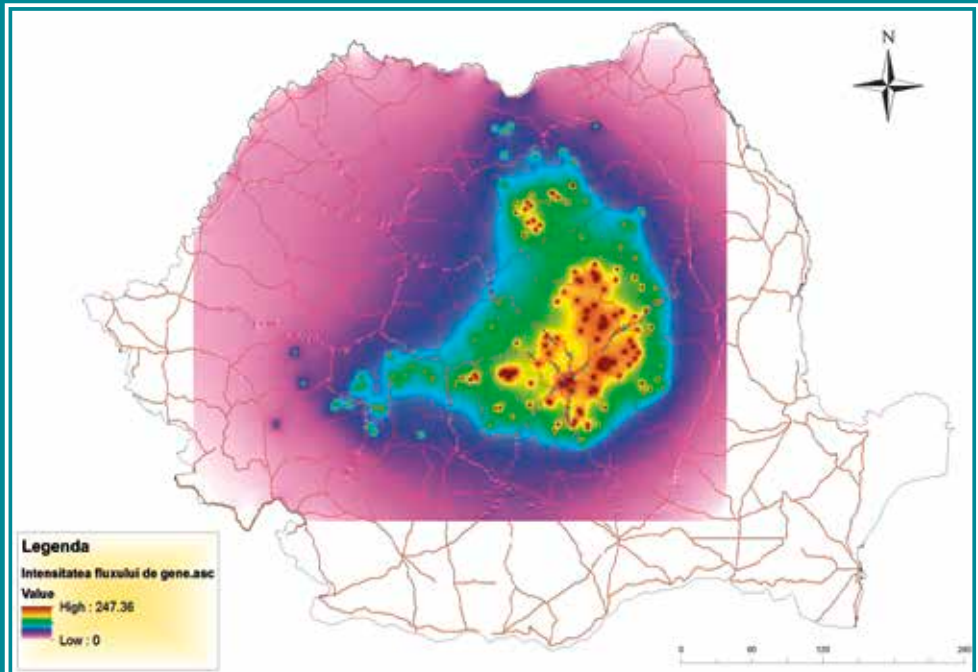 N
Legenda
Intensitatea fluxului de gene.asc
Value
High : 247.36
Low : 0
0 60 120 240